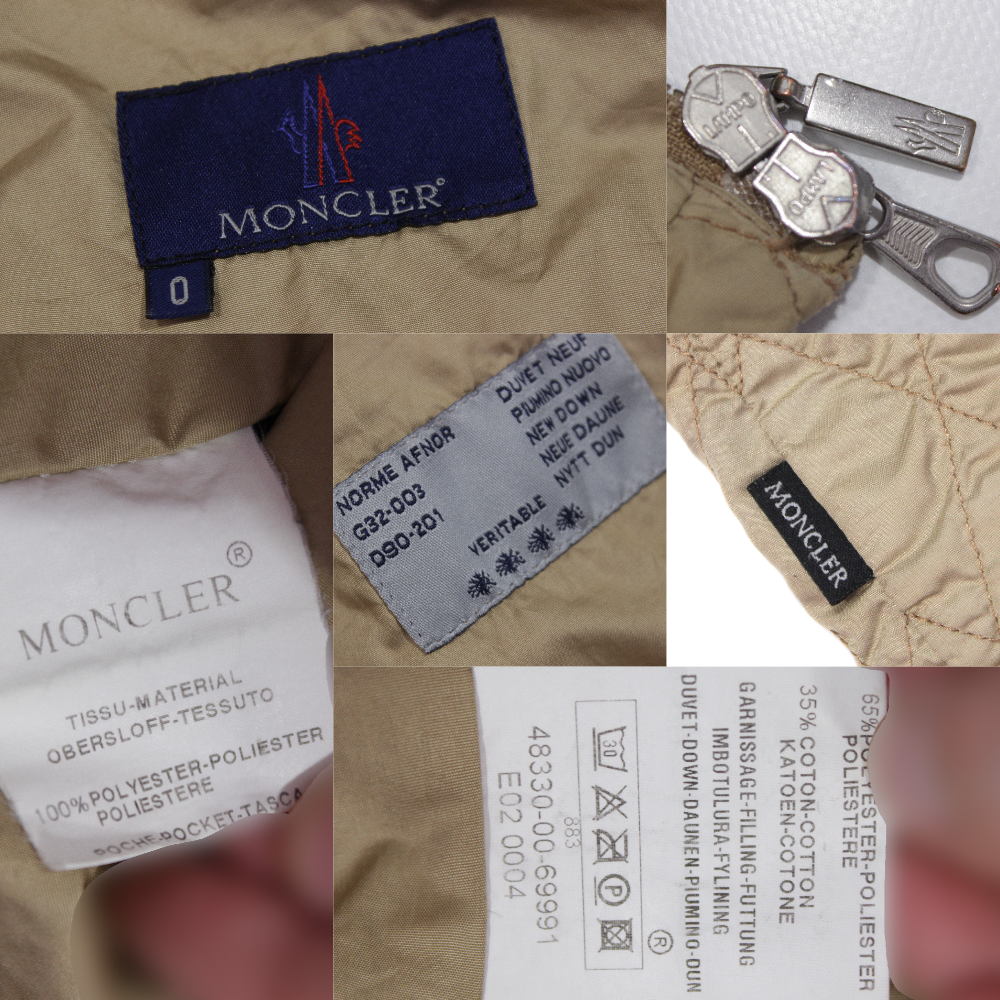 MONCLER
0
LAMPO
1
LAMPO
MONCLER®
TISSU-MATERIAL
OBERSLOFF-TESSUTO
100% POLYESTER-POLIESTER
POLIESTERE
POCHE-POCKET-TASCA
NORME AFNOR
G32-003
D90-201
DUVET NEUF
PIUMINO NUOVO
NEW DOWN
NEUE DAUNE
NYTT DUN
VERITABLE
MONCLER
65% POLYESTER-POLIESTER
POLIESTERE
35% COTON-COTTON
KATOEN-COTONE
GARNISSAGE-FILLING-FUTTUNG
IMBOTULURA-FYLINING
DUVET-DOWN-DAUNEN-PIUMINO-DUN
®
30
P
883
48330-00-69991
E02 0004